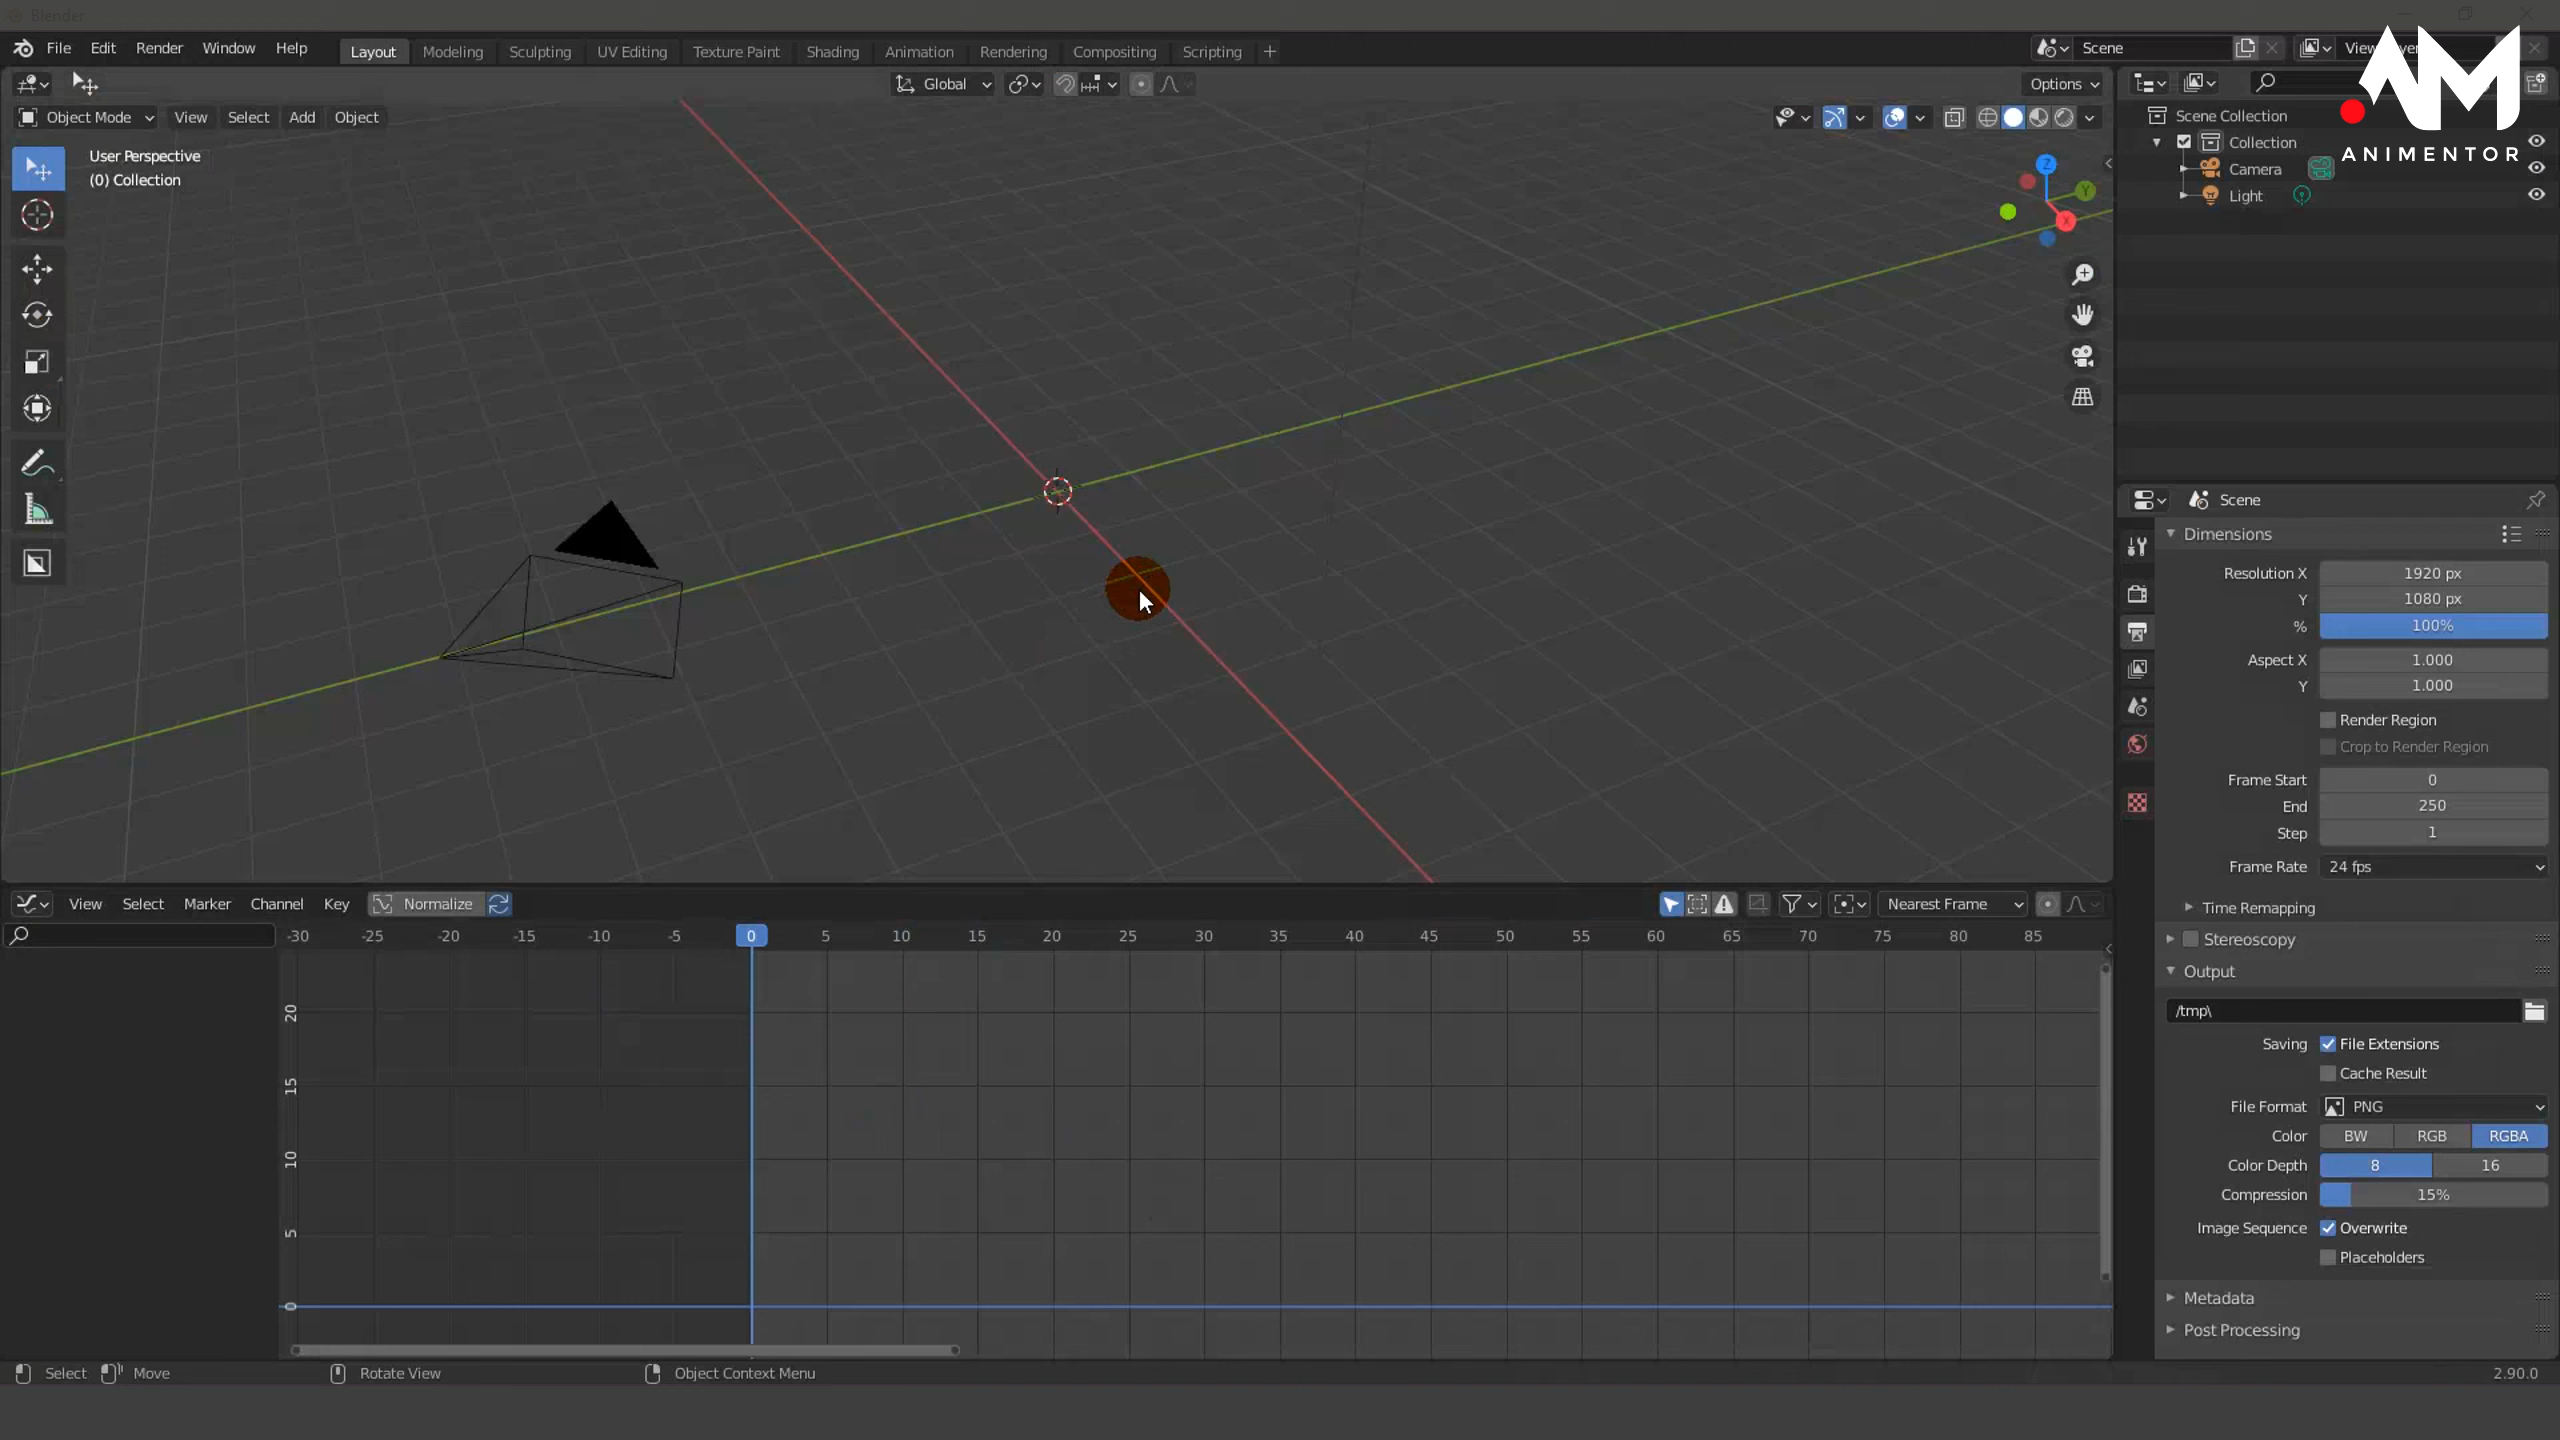 Blender
File Edit Render Window Help Layout Modeling Sculpting UV Editing Texture Paint Shading Animation Rendering Compositing Scripting + Scene
Global Options
Object Mode View Select Add Object
User Perspective
(0) Collection
Z
Y
X
Scene Collection
Collection
Camera
Light
AM
ANIMENTOR
Scene
Dimensions
Resolution X 1920 px
Y 1080 px
% 100%
Aspect X 1.000
Y 1.000
Render Region
Crop to Render Region
Frame Start 0
End 250
Step 1
Frame Rate 24 fps
Time Remapping
Stereoscopy
Output
/tmp\
Saving File Extensions
Cache Result
File Format PNG
Color BW RGB RGBA
Color Depth 8 16
Compression 15%
Image Sequence Overwrite
Placeholders
Metadata
Post Processing
View Select Marker Channel Key Normalize Nearest Frame
-30 -25 -20 -15 -10 -5 0 5 10 15 20 25 30 35 40 45 50 55 60 65 70 75 80 85
20
15
10
5
0
Select Move Rotate View Object Context Menu 2.90.0